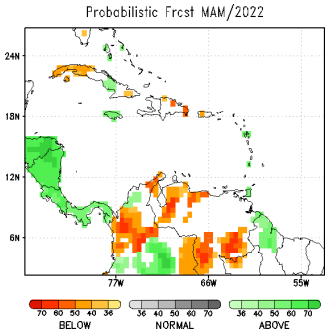 Probabilistic Frcst MAM/2022
24N
18N
12N
6N
77W 66W 55W
70 60 50 40 36 36 40 50 60 70 36 40 50 60 70
BELOW NORMAL ABOVE